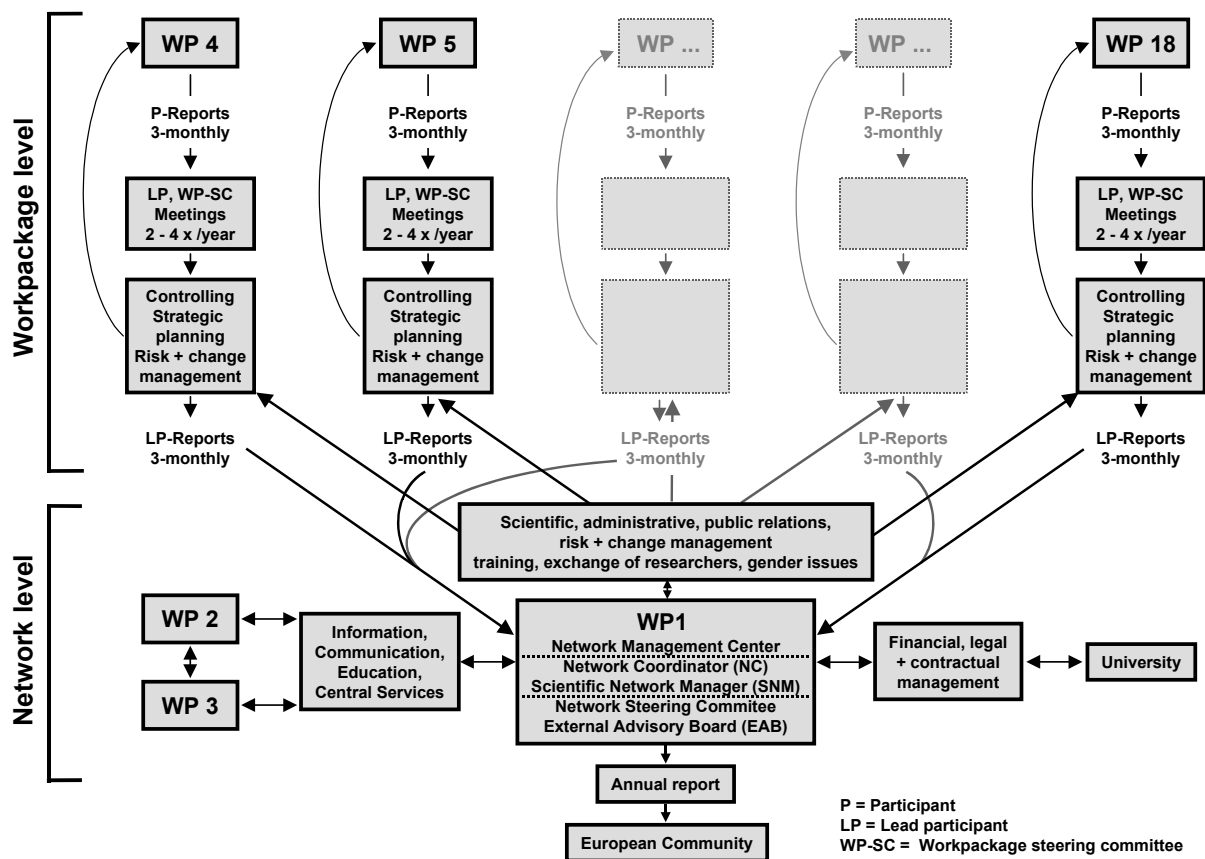 Workpackage level
WP 4
WP 5
WP ...
WP ...
WP 18
P-Reports
3-monthly
P-Reports
3-monthly
P-Reports
3-monthly
P-Reports
3-monthly
P-Reports
3-monthly
LP, WP-SC
Meetings
2 - 4 x /year
LP, WP-SC
Meetings
2 - 4 x /year
LP, WP-SC
Meetings
2 - 4 x /year
Controlling
Strategic
planning
Risk + change
management
Controlling
Strategic
planning
Risk + change
management
Controlling
Strategic
planning
Risk + change
management
LP-Reports
3-monthly
LP-Reports
3-monthly
LP-Reports
3-monthly
LP-Reports
3-monthly
LP-Reports
3-monthly
Network level
Scientific, administrative, public relations,
risk + change management
training, exchange of researchers, gender issues
WP 2
WP 3
Information,
Communication,
Education,
Central Services
WP1
Network Management Center
Network Coordinator (NC)
Scientific Network Manager (SNM)
Network Steering Commitee
External Advisory Board (EAB)
Financial, legal
+ contractual
management
University
Annual report
European Community
P = Participant
LP = Lead participant
WP-SC = Workpackage steering committee